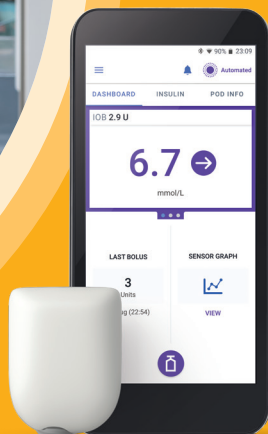 90% 23:09
Automated
DASHBOARD INSULIN POD INFO
IOB 2.9 U
6.7
mmol/L
LAST BOLUS SENSOR GRAPH
3
Units
(22:54) VIEW